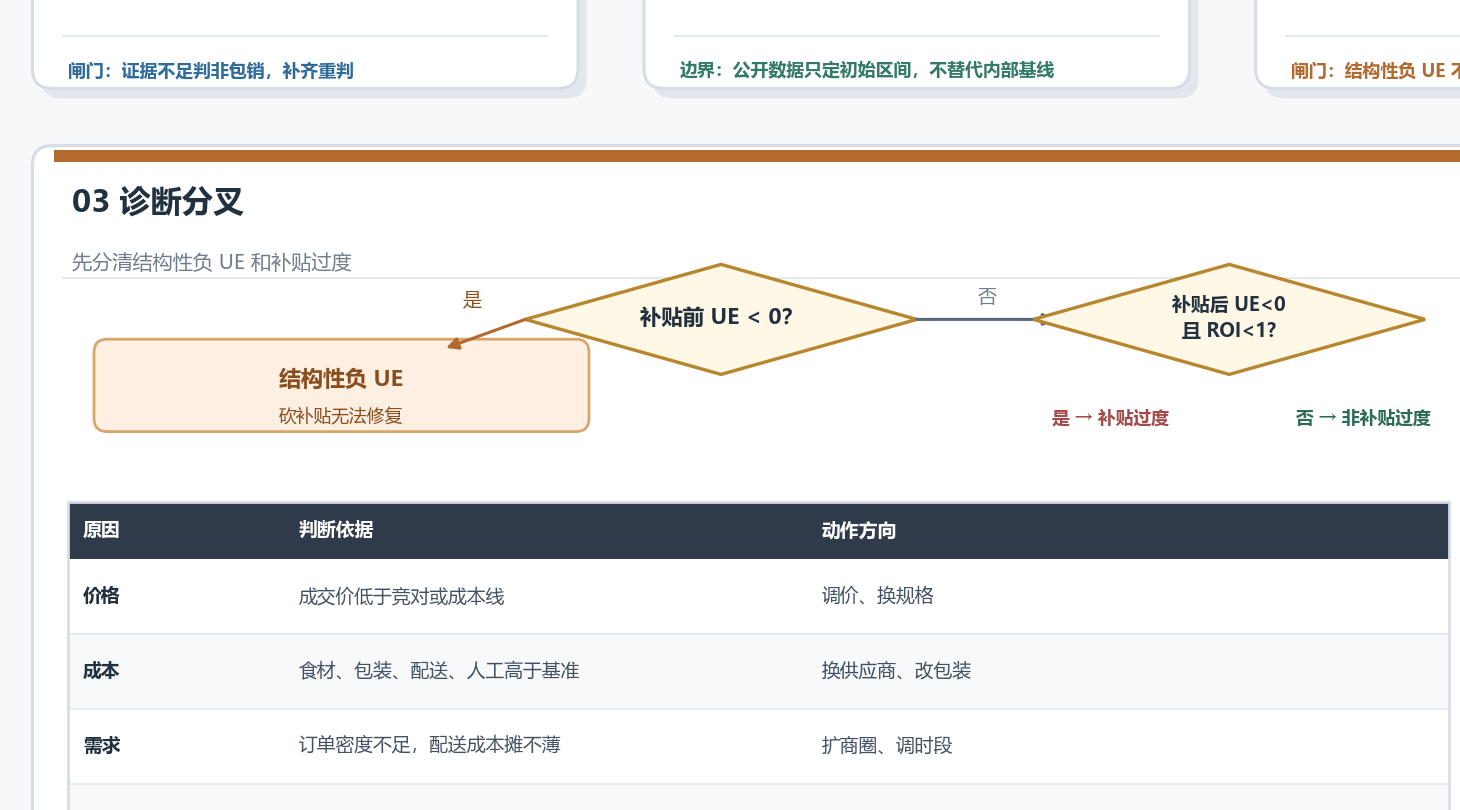 闸门：证据不足判非包销，补齐重判
边界：公开数据只定初始区间，不替代内部基线
闸门：结构性负 UE
03 诊断分叉
先分清结构性负 UE 和补贴过度
是
否
补贴前 UE < 0?
补贴后 UE<0
且 ROI<1?
结构性负 UE
砍补贴无法修复
是 → 补贴过度
否 → 非补贴过度
原因
判断依据
动作方向
价格
成交价低于竞对或成本线
调价、换规格
成本
食材、包装、配送、人工高于基准
换供应商、改包装
需求
订单密度不足，配送成本摊不薄
扩商圈、调时段